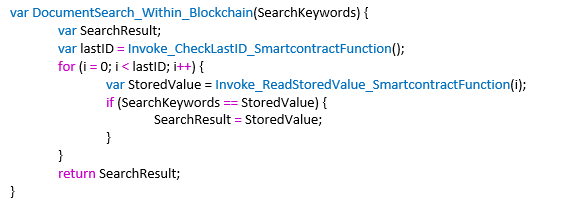 var DocumentSearch_Within_Blockchain(SearchKeywords) {
var SearchResult;
var lastID = Invoke_CheckLastID_SmartcontractFunction();
for (i = 0; i < lastID; i++) {
var StoredValue = Invoke_ReadStoredValue_SmartcontractFunction(i);
if (SearchKeywords == StoredValue) {
SearchResult = StoredValue;
}
}
return SearchResult;
}